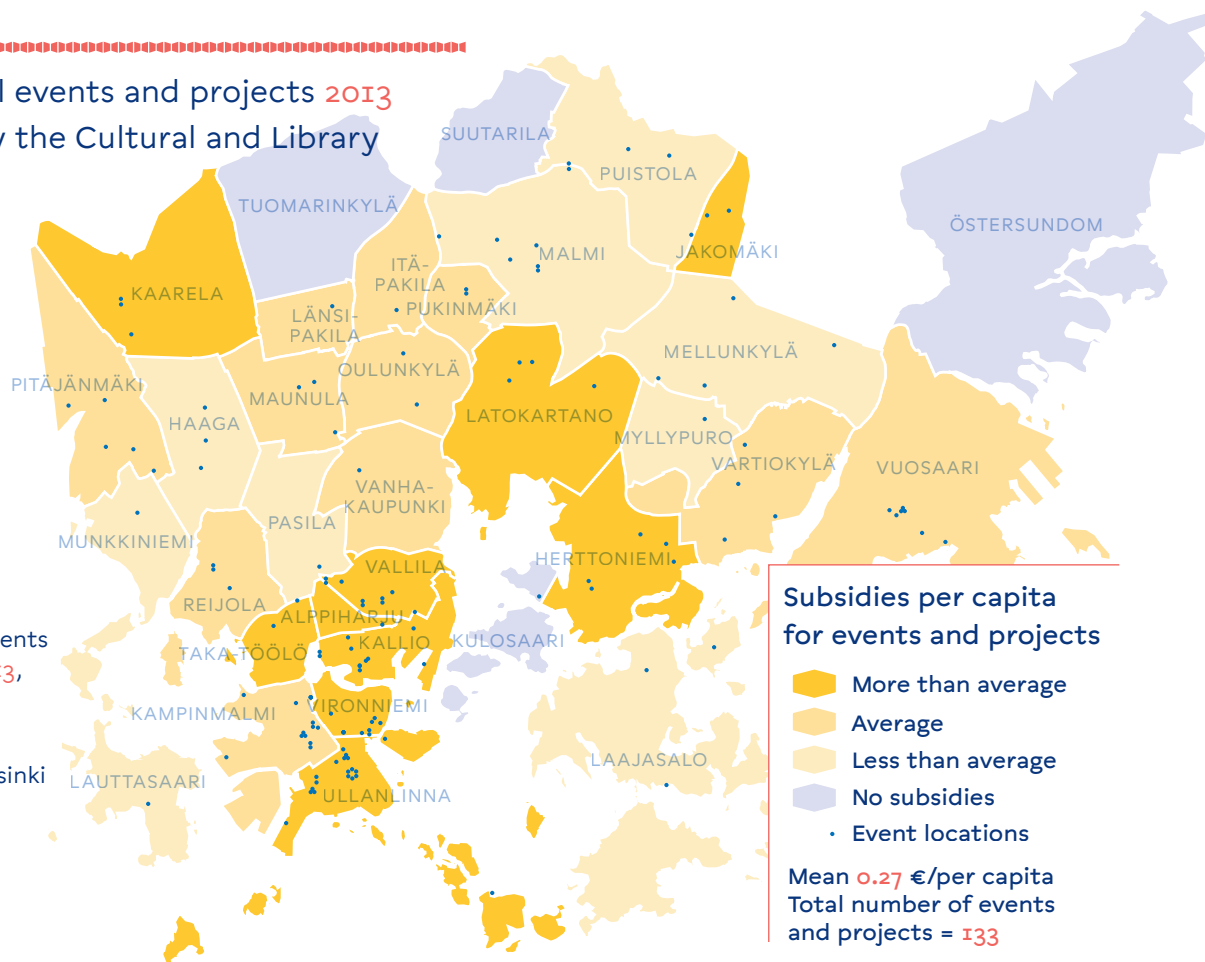 events and projects 2013
the Cultural and Library
SUUTARILA
PUISTOLA
TUOMARINKYLÄ
ÖSTERSUNDOM
JAKOMÄKI
MALMI
ITÄ-
PAKILA
KAARELA
PUKINMÄKI
LÄNSI-
PAKILA
MELLUNKYLÄ
OULUNKYLÄ
PITÄJÄNMÄKI
MAUNULA
LATOKARTANO
HAAGA
MYLLYPURO
VARTIOKYLÄ
VUOSAARI
VANHA-
KAUPUNKI
PASILA
MUNKKINIEMI
HERTTONIEMI
VALLILA
REIJOLA
ALPPIHARJU
KALLIO
KULOSAARI
TAKA-TÖÖLÖ
VIRONNIEMI
KAMPINMALMI
LAAJASALO
LAUTTASAARI
ULLANLINNA
Subsidies per capita
for events and projects
More than average
Average
Less than average
No subsidies
Event locations
Mean 0.27 €/per capita
Total number of events
and projects = 133